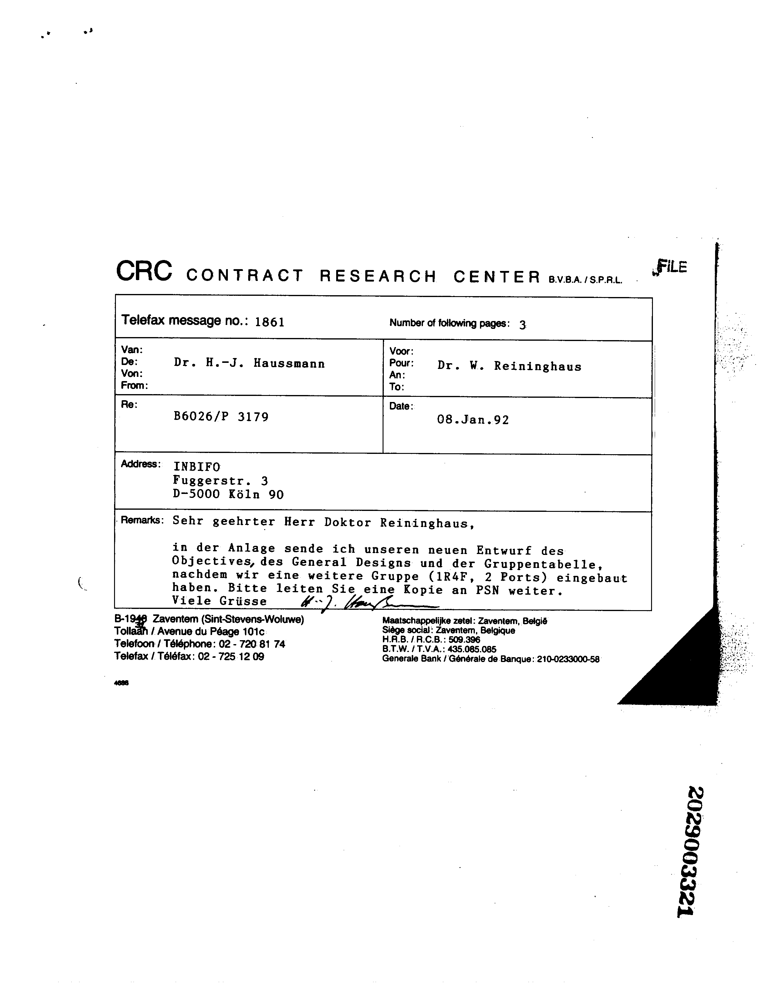 CRC CONTRACT RESEARCH CENTER B.V.B.A. / S.P.R.L.
FiLE
Telefax message no.: 1861
Number of following pages: 3
Van:
De:
Von:
From:
Dr. H.-J. Haussmann
Voor:
Pour:
An:
To:
Dr. W. Reininghaus
Re:
B6026/P 3179
Date:
08.Jan.92
Address: INBIFO
Fuggerstr. 3
D-5000 Köln 90
Remarks: Sehr geehrter Herr Doktor Reininghaus,
in der Anlage sende ich unseren neuen Entwurf des
Objectives, des General Designs und der Gruppentabelle,
nachdem wir eine weitere Gruppe (1R4F, 2 Ports) eingebaut
haben. Bitte leiten Sie eine Kopie an PSN weiter.
Viele Grüsse
Zaventem (Sint-Stevens-Woluwe)
Tollaan / Avenue du Péage 101c
Telefoon / Téléphone: 02 - 720 81 74
Telefax / Téléfax: 02 - 725 12 09
Maatschappelijke zetel: Zaventem, België
Siège social: Zaventem, Belgique
H.R.B. / R.C.B.: 509.396
B.T.W. / T.V.A.: 435.085.085
Generale Bank / Générale de Banque: 210-0233000-58
2029003321